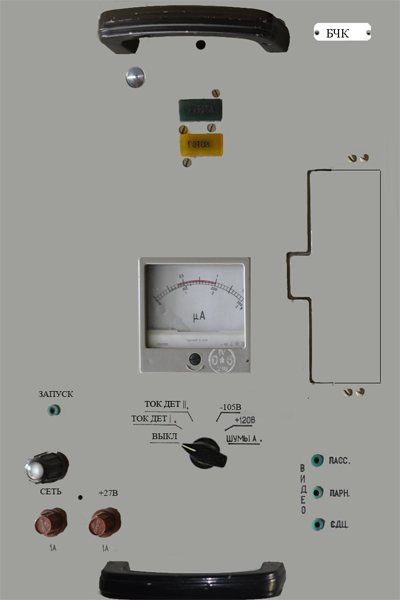 БЧК
ГОТОВ
μA
ЗАПУСК
ТОК ДЕТ ||.
ТОК ДЕТ |.
ВЫКЛ
-105В
+120В
ШУМЫ А.
СЕТЬ
+27В
1А
1А
ВИДЕО
ПАСС.
ПАРН.
СДЦ.